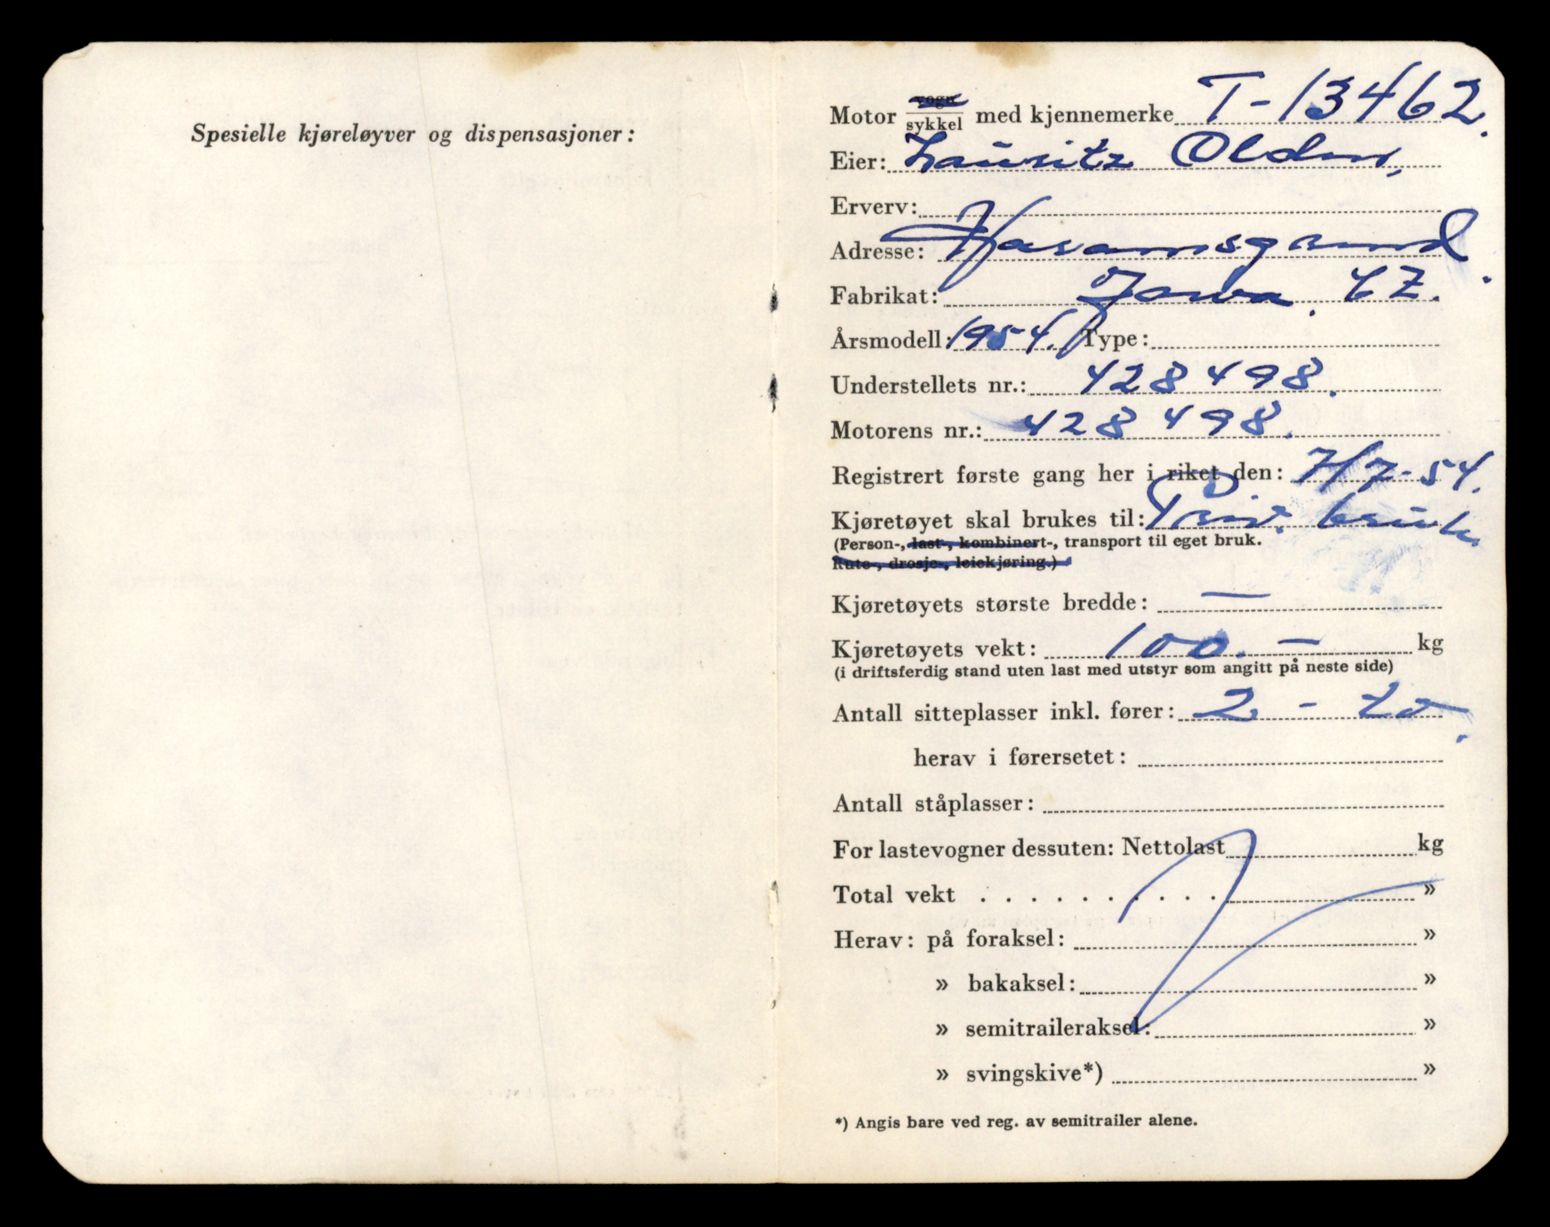 Spesielle kjøreløyver og dispensasjoner:
Motor vogn/sykkel med kjennemerke T-13462.
Eier: Lauritz Olden,
Erverv:
Adresse: Haramsgrend.
Fabrikat: Jawa. CZ.
Årsmodell: 1954. Type:
Understellets nr.: 428498.
Motorens nr.: 428498.
Registrert første gang her i riket den: 7/7-54.
Kjøretøyet skal brukes til: Priv. bruk
(Person-, last-, kombinert-, transport til eget bruk.
Rute-, drosje-, leiekjøring.)
Kjøretøyets største bredde: —
Kjøretøyets vekt: 100.- kg
(i driftsferdig stand uten last med utstyr som angitt på neste side)
Antall sitteplasser inkl. fører: 2 - to.
herav i førersetet:
Antall ståplasser:
For lastevogner dessuten: Nettolast kg
Total vekt . . . . . . . . . . »
Herav: på foraksel: »
» bakaksel: »
» semitraileraksel: »
» svingskive*) »
*) Angis bare ved reg. av semitrailer alene.